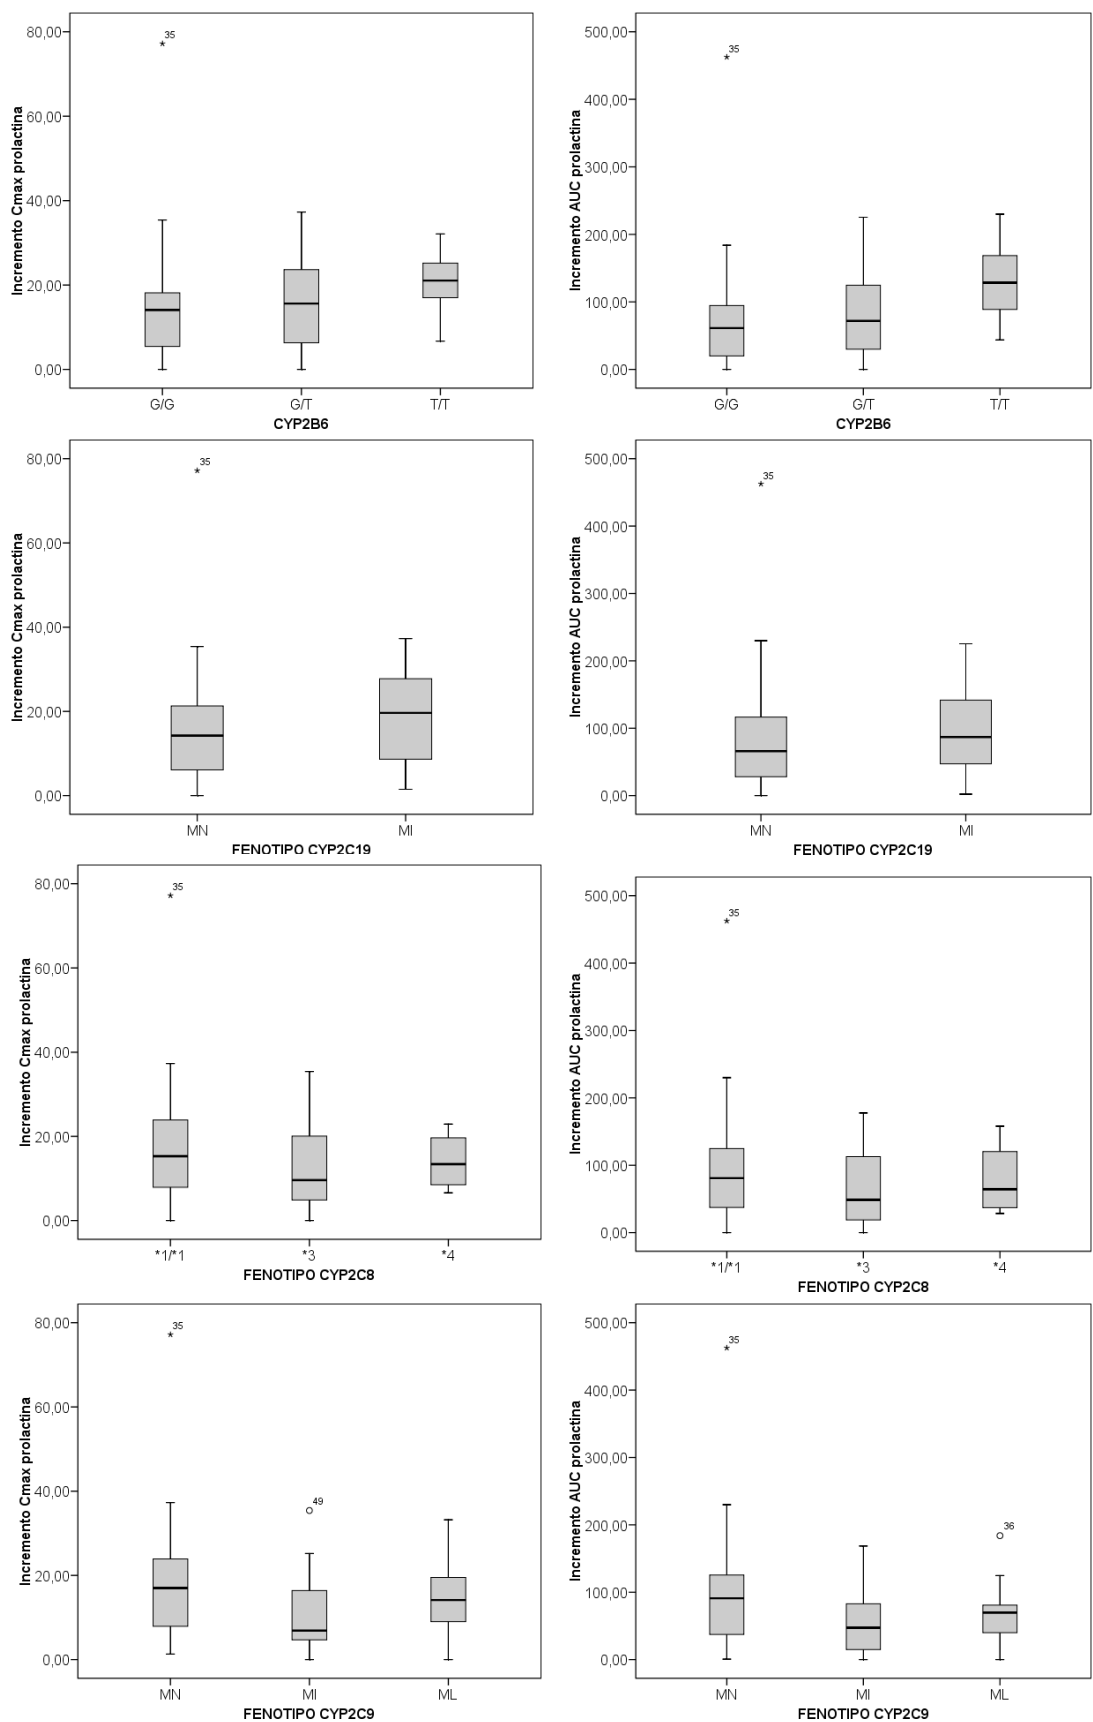 Incremento Cmax prolactina
80,00
60,00
40,00
20,00
0,00
35
G/G G/T T/T
CYP2B6
Incremento AUC prolactina
500,00
400,00
300,00
200,00
100,00
0,00
35
G/G G/T T/T
CYP2B6
Incremento Cmax prolactina
80,00
60,00
40,00
20,00
0,00
35
MN MI
FENOTIPO CYP2C19
Incremento AUC prolactina
500,00
400,00
300,00
200,00
100,00
0,00
35
MN MI
FENOTIPO CYP2C19
Incremento Cmax prolactina
80,00
60,00
40,00
20,00
0,00
35
*1/*1 *3 *4
FENOTIPO CYP2C8
Incremento AUC prolactina
500,00
400,00
300,00
200,00
100,00
0,00
35
*1/*1 *3 *4
FENOTIPO CYP2C8
Incremento Cmax prolactina
80,00
60,00
40,00
20,00
0,00
35
49
MN MI ML
FENOTIPO CYP2C9
Incremento AUC prolactina
500,00
400,00
300,00
200,00
100,00
0,00
35
36
MN MI ML
FENOTIPO CYP2C9